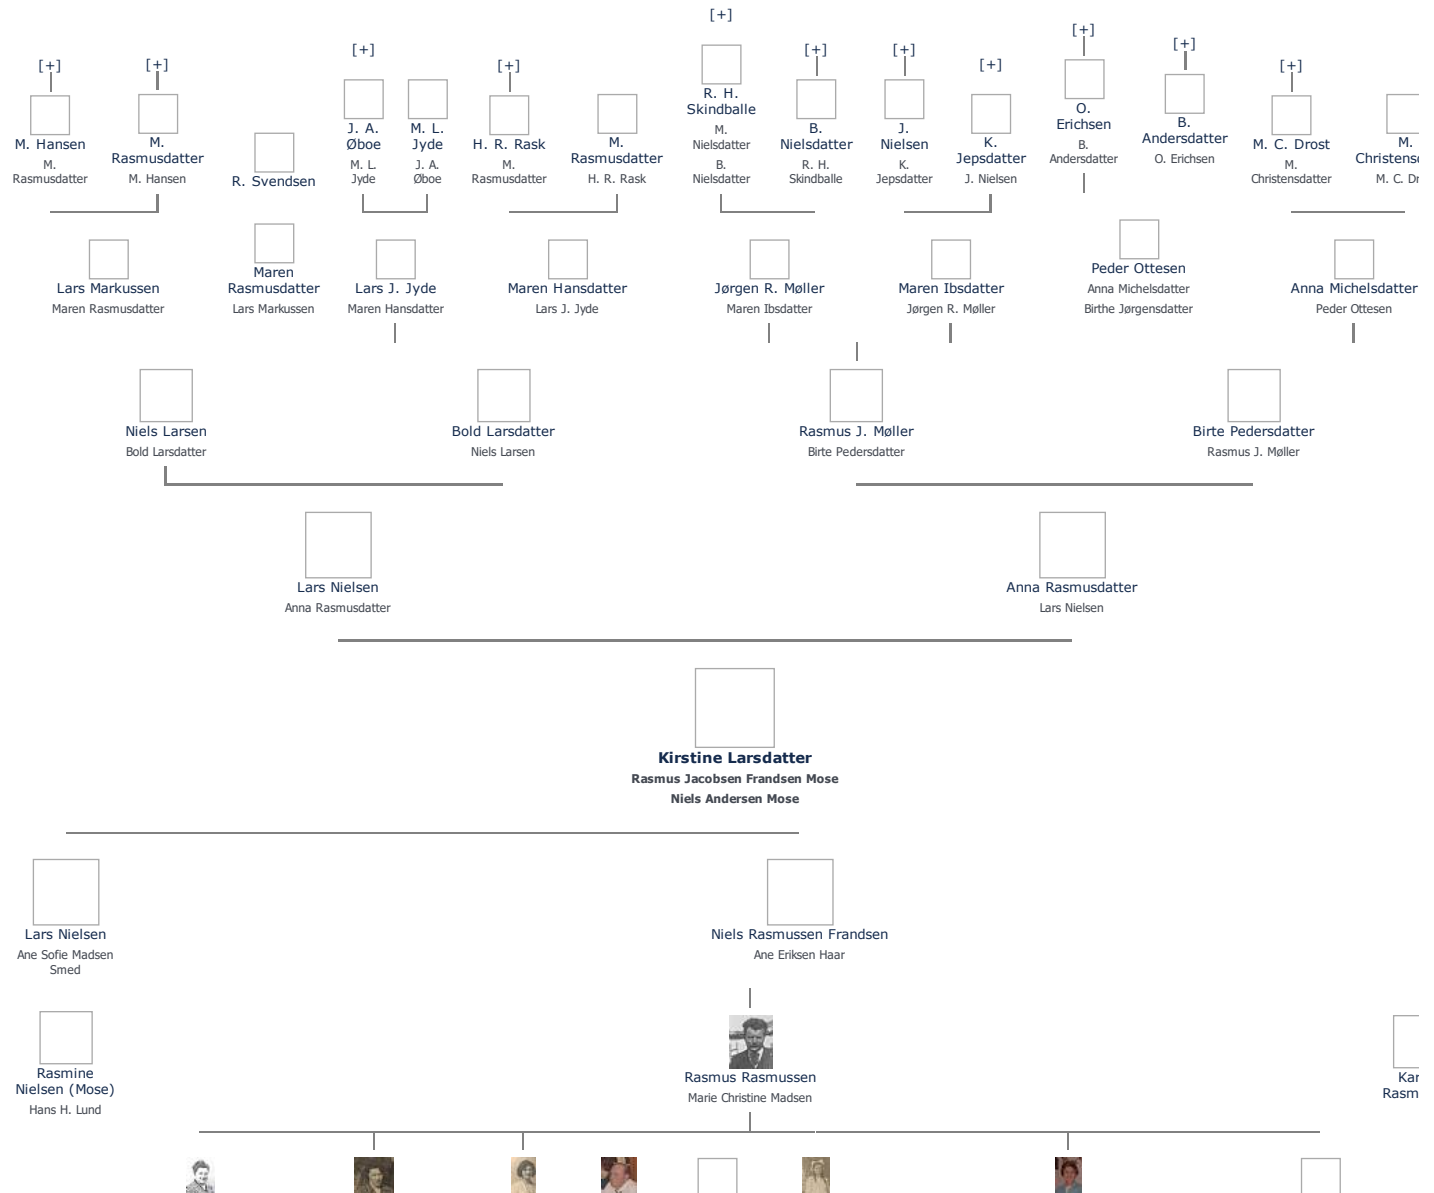 [+]
[+]
[+]
[+]
[+]
[+]
[+]
[+]
[+]
[+]
[+]
M. Hansen
M.
Rasmusdatter
M.
Rasmusdatter
M. Hansen
R. Svendsen
J. A.
Øboe
M. L.
Jyde
M. L.
Jyde
J. A.
Øboe
H. R. Rask
M.
Rasmusdatter
M.
Rasmusdatter
H. R. Rask
R. H.
Skindballe
M.
Nielsdatter
B.
Nielsdatter
B.
Nielsdatter
R. H.
Skindballe
J.
Nielsen
K.
Jepsdatter
K.
Jepsdatter
J. Nielsen
O.
Erichsen
B.
Andersdatter
B.
Andersdatter
O. Erichsen
M. C. Drost
M.
Christensdatter
M.
Christens
M. C. Dr
Lars Markussen
Maren Rasmusdatter
Maren
Rasmusdatter
Lars Markussen
Lars J. Jyde
Maren Hansdatter
Maren Hansdatter
Lars J. Jyde
Jørgen R. Møller
Maren Ibsdatter
Maren Ibsdatter
Jørgen R. Møller
Peder Ottesen
Anna Michelsdatter
Birthe Jørgensdatter
Anna Michelsdatter
Peder Ottesen
Niels Larsen
Bold Larsdatter
Bold Larsdatter
Niels Larsen
Rasmus J. Møller
Birte Pedersdatter
Birte Pedersdatter
Rasmus J. Møller
Lars Nielsen
Anna Rasmusdatter
Anna Rasmusdatter
Lars Nielsen
Kirstine Larsdatter
Rasmus Jacobsen Frandsen Mose
Niels Andersen Mose
Lars Nielsen
Ane Sofie Madsen
Smed
Niels Rasmussen Frandsen
Ane Eriksen Haar
Rasmine
Nielsen (Mose)
Hans H. Lund
Rasmus Rasmussen
Marie Christine Madsen
Kar
Rasm